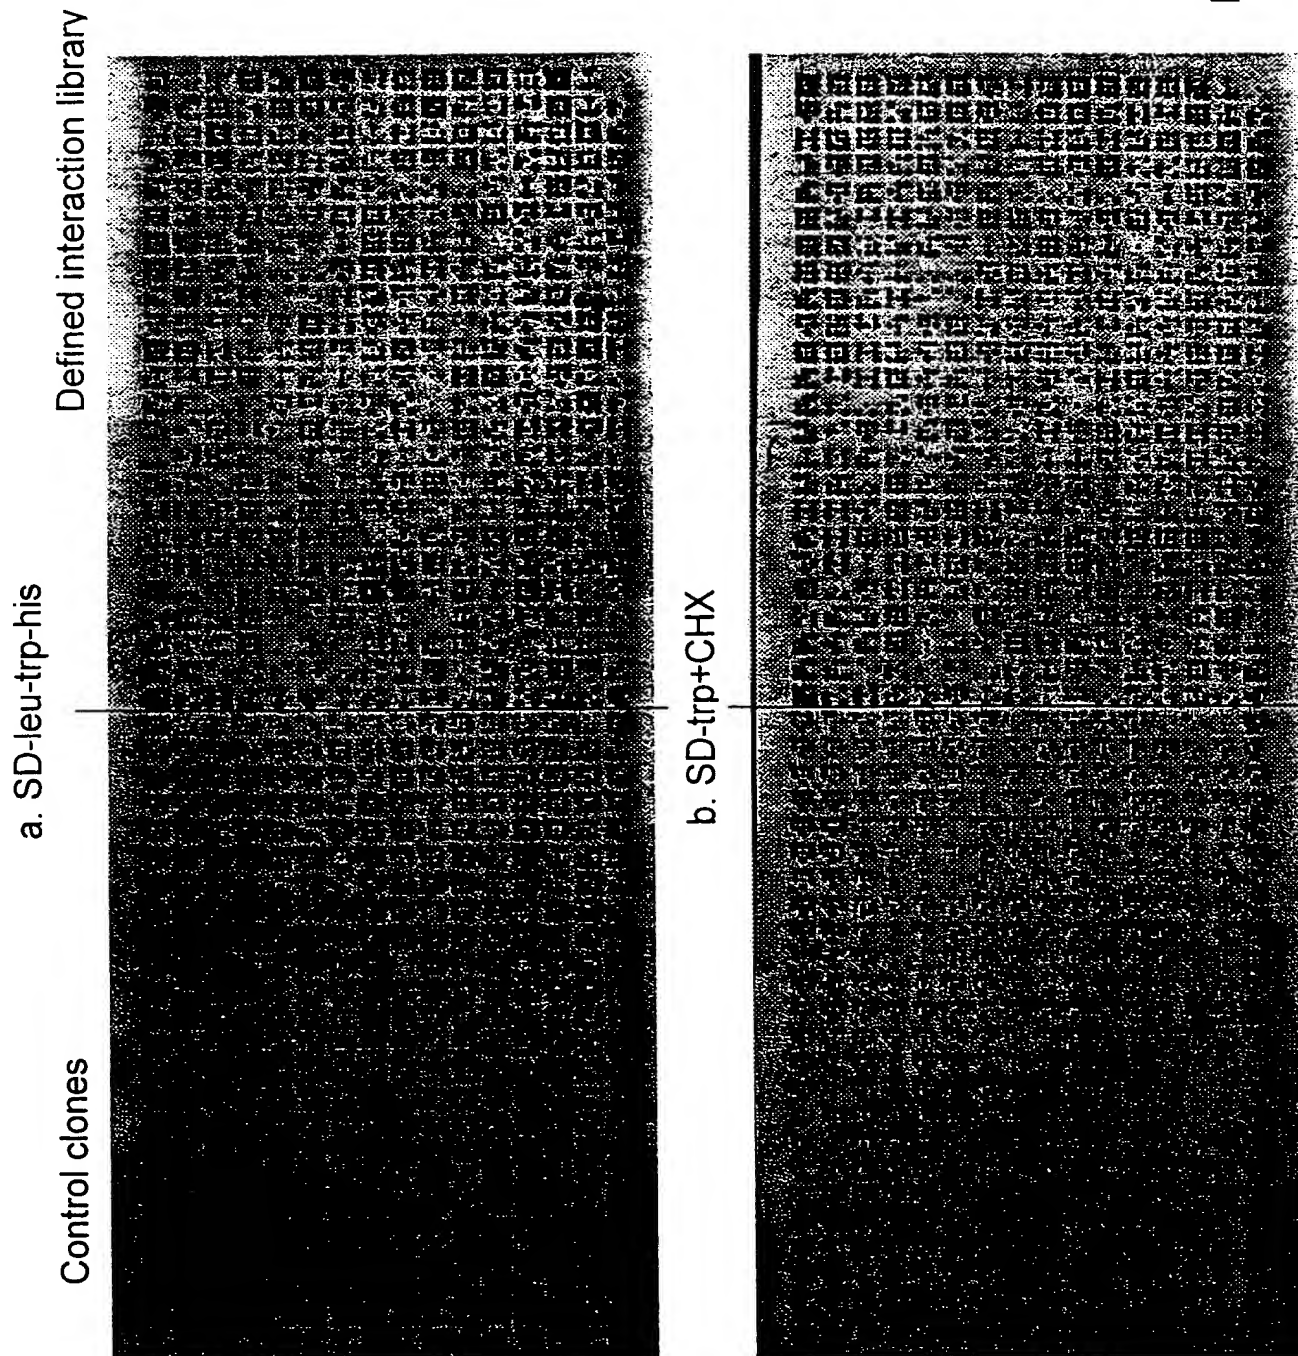 a. SD-leu-trp-his
Control clones
Defined interaction library
b. SD-trp+CHX